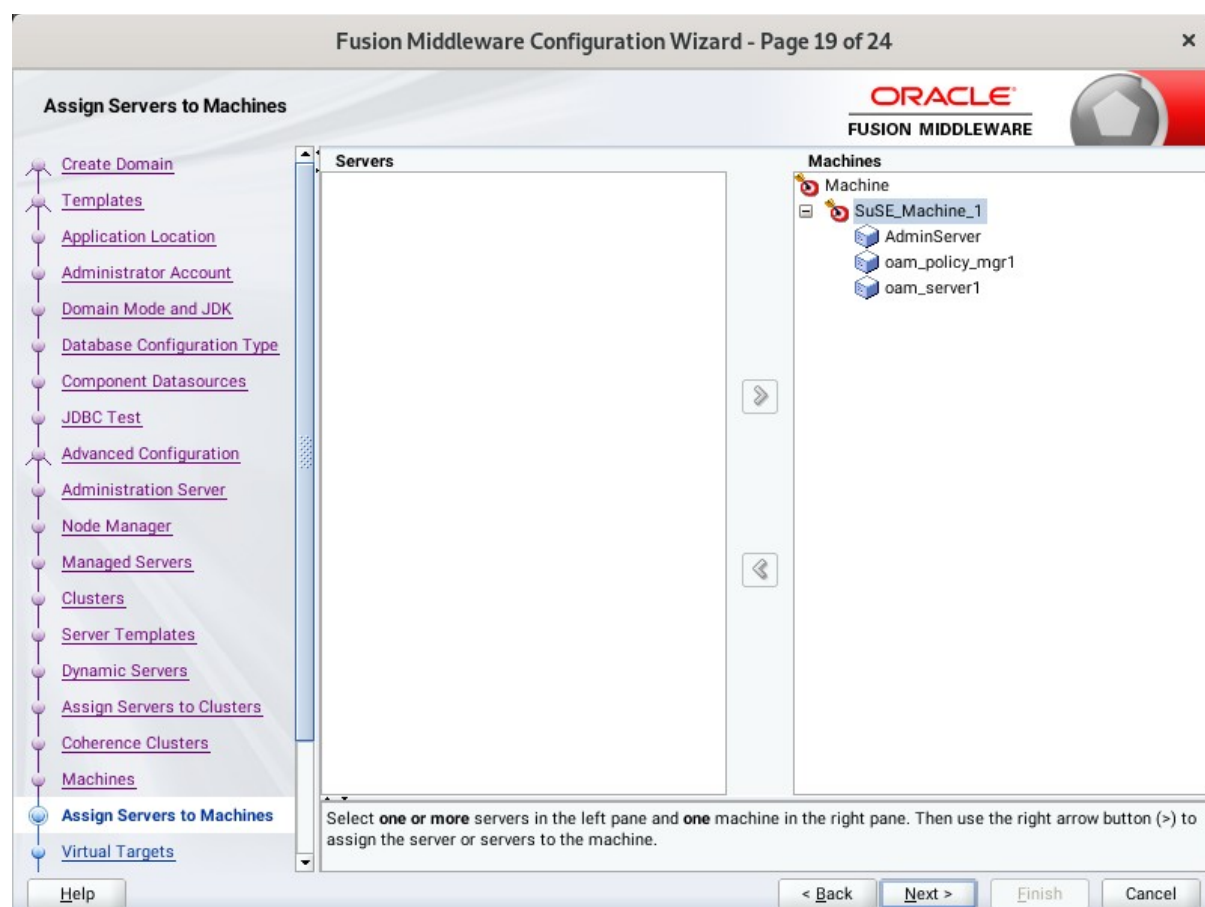 Fusion Middleware Configuration Wizard - Page 19 of 24
Assign Servers to Machines
ORACLE
FUSION MIDDLEWARE
Create Domain
Templates
Application Location
Administrator Account
Domain Mode and JDK
Database Configuration Type
Component Datasources
JDBC Test
Advanced Configuration
Administration Server
Node Manager
Managed Servers
Clusters
Server Templates
Dynamic Servers
Assign Servers to Clusters
Coherence Clusters
Machines
Assign Servers to Machines
Virtual Targets
Servers
Machines
Machine
SuSE_Machine_1
AdminServer
oam_policy_mgr1
oam_server1
Select one or more servers in the left pane and one machine in the right pane. Then use the right arrow button (>) to
assign the server or servers to the machine.
Help
< Back
Next >
Finish
Cancel